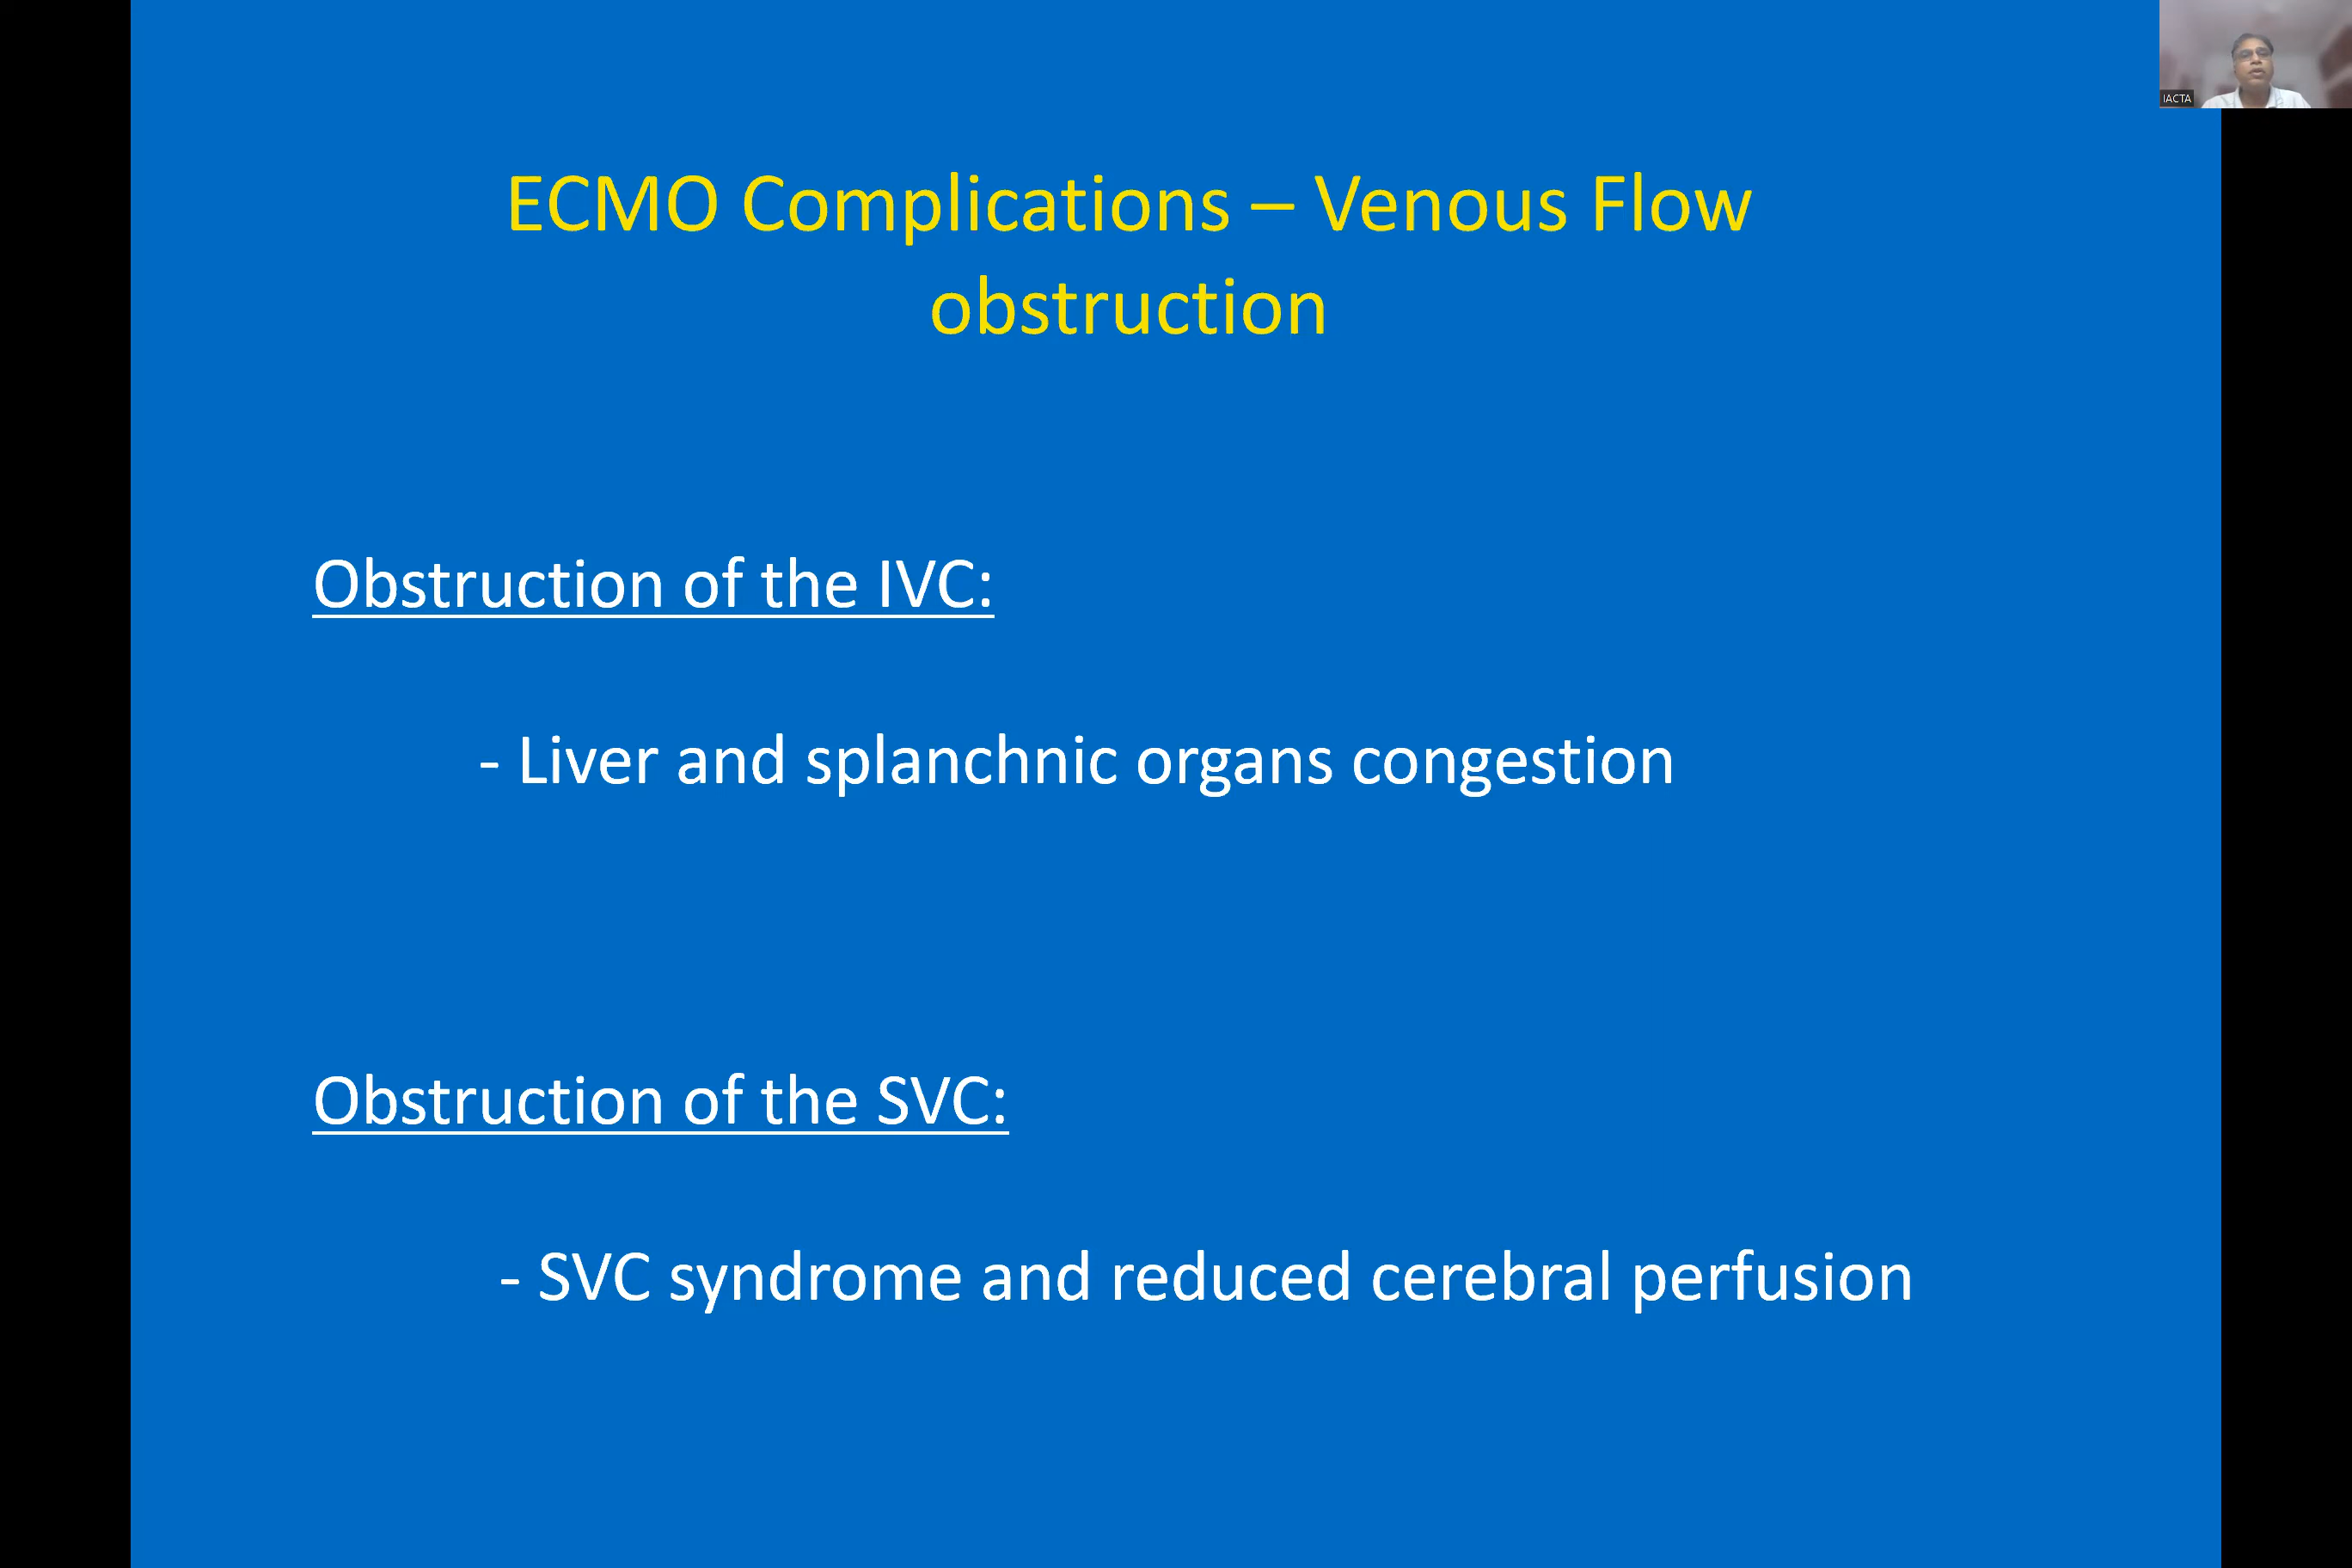 IACTA
ECMO Complications – Venous Flow
obstruction
Obstruction of the IVC:
- Liver and splanchnic organs congestion
Obstruction of the SVC:
- SVC syndrome and reduced cerebral perfusion